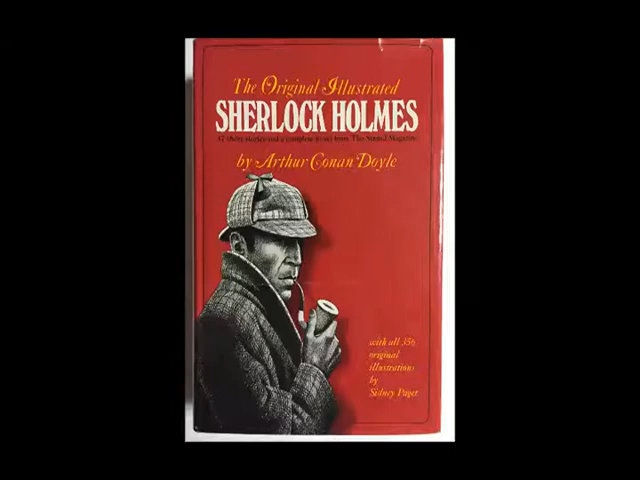 The Original Illustrated
SHERLOCK HOLMES
37 short stories and a complete novel from The Strand Magazine
by Arthur Conan Doyle
with all 356
original
illustrations
by
Sidney Paget